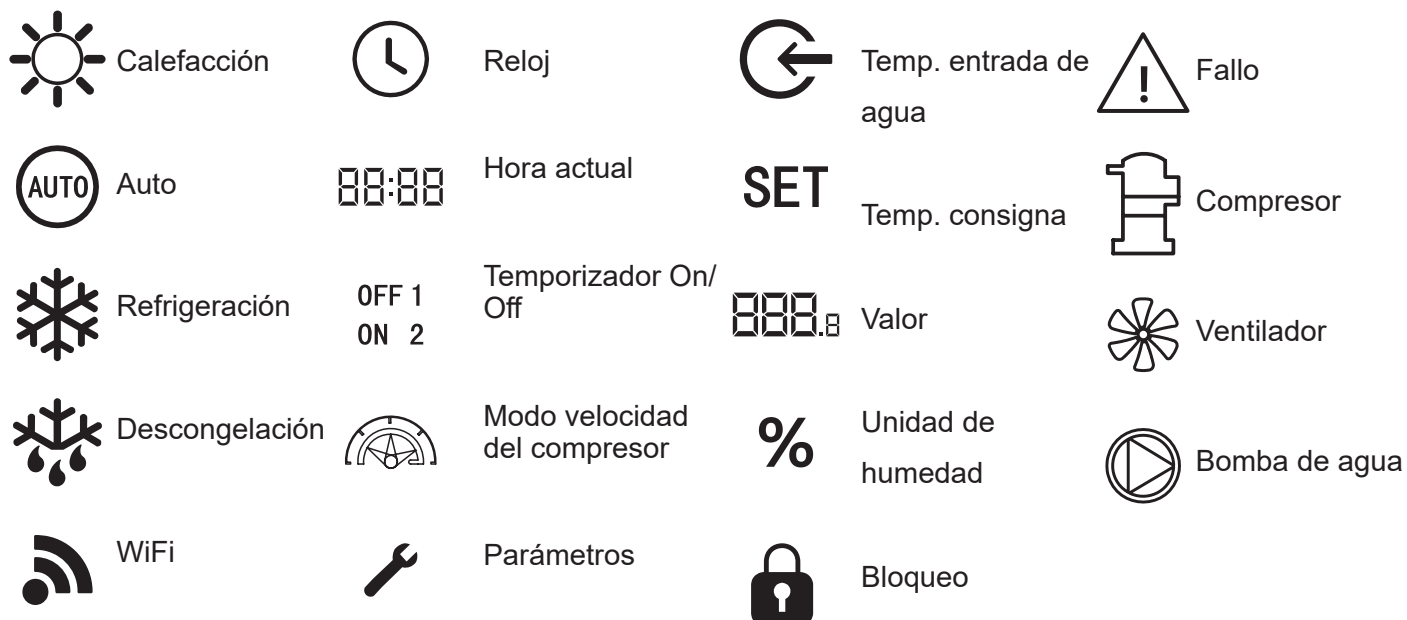 Calefacción
Reloj
Temp. entrada de
agua
Fallo
AUTO
Auto
88:88
Hora actual
SET
Temp. consigna
Compresor
Refrigeración
OFF 1
ON 2
Temporizador On/
Off
888.8
Valor
Ventilador
Descongelación
Modo velocidad
del compresor
%
Unidad de
humedad
Bomba de agua
WiFi
Parámetros
Bloqueo